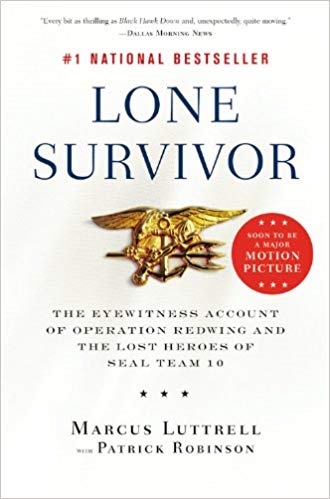 "Every bit as thrilling as Black Hawk Down and, unexpectedly, quite moving."
—Dallas Morning News
#1 NATIONAL BESTSELLER
LONE
SURVIVOR
SOON TO BE
A MAJOR
MOTION
PICTURE
THE EYEWITNESS ACCOUNT
OF OPERATION REDWING AND
THE LOST HEROES OF
SEAL TEAM 10
MARCUS LUTTRELL
WITH PATRICK ROBINSON